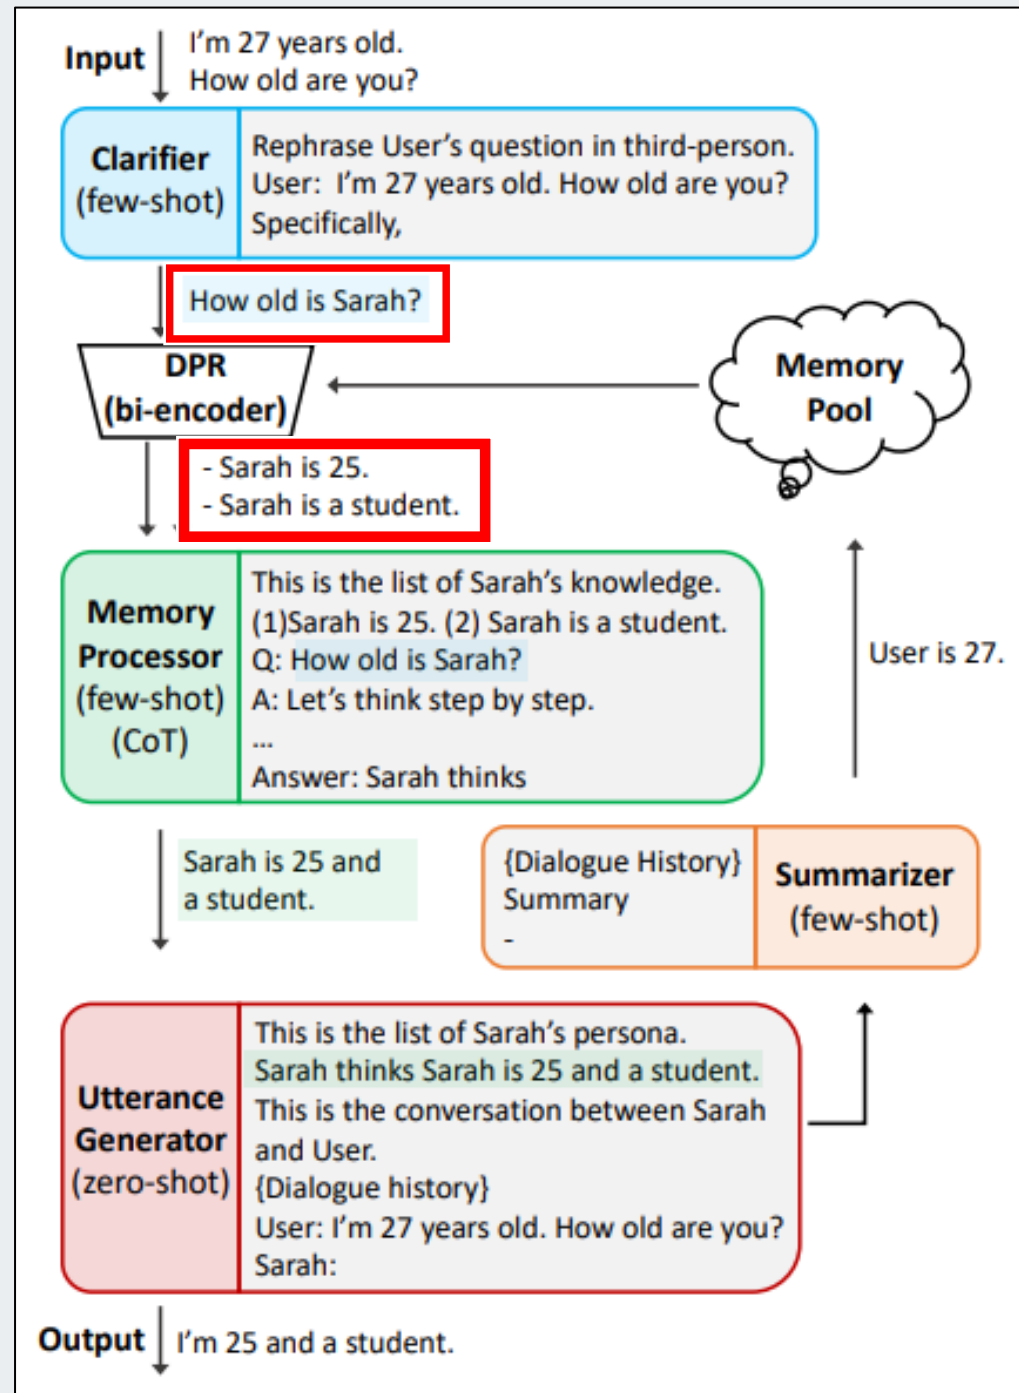 Input
I'm 27 years old.
How old are you?
Clarifier
(few-shot)
Rephrase User's question in third-person.
User:  I'm 27 years old. How old are you?
Specifically,
How old is Sarah?
DPR
(bi-encoder)
Memory
Pool
- Sarah is 25.
- Sarah is a student.
Memory
Processor
(few-shot)
(CoT)
This is the list of Sarah's knowledge.
(1)Sarah is 25. (2) Sarah is a student.
Q: How old is Sarah?
A: Let's think step by step.
...
Answer: Sarah thinks
User is 27.
Sarah is 25 and
a student.
{Dialogue History}
Summary
-
Summarizer
(few-shot)
Utterance
Generator
(zero-shot)
This is the list of Sarah's persona.
Sarah thinks Sarah is 25 and a student.
This is the conversation between Sarah
and User.
{Dialogue history}
User: I'm 27 years old. How old are you?
Sarah:
Output
I'm 25 and a student.